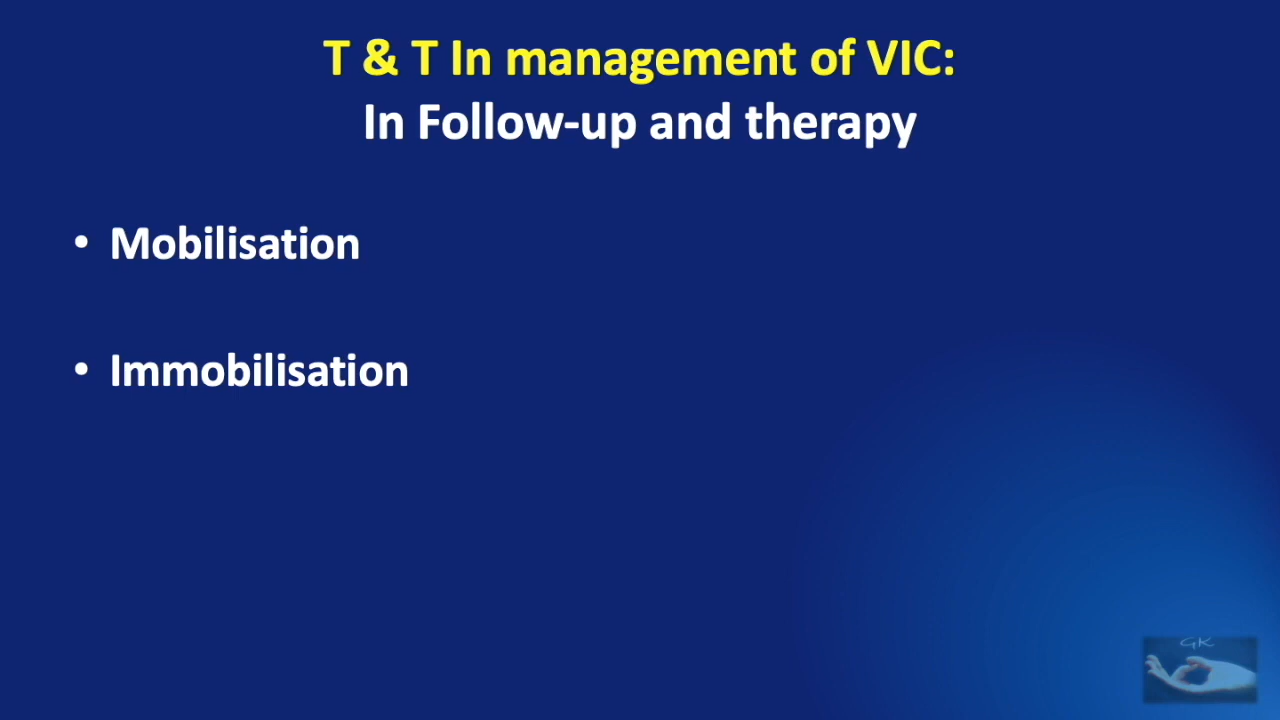 T & T In management of VIC:
In Follow-up and therapy
• Mobilisation
• Immobilisation
GK